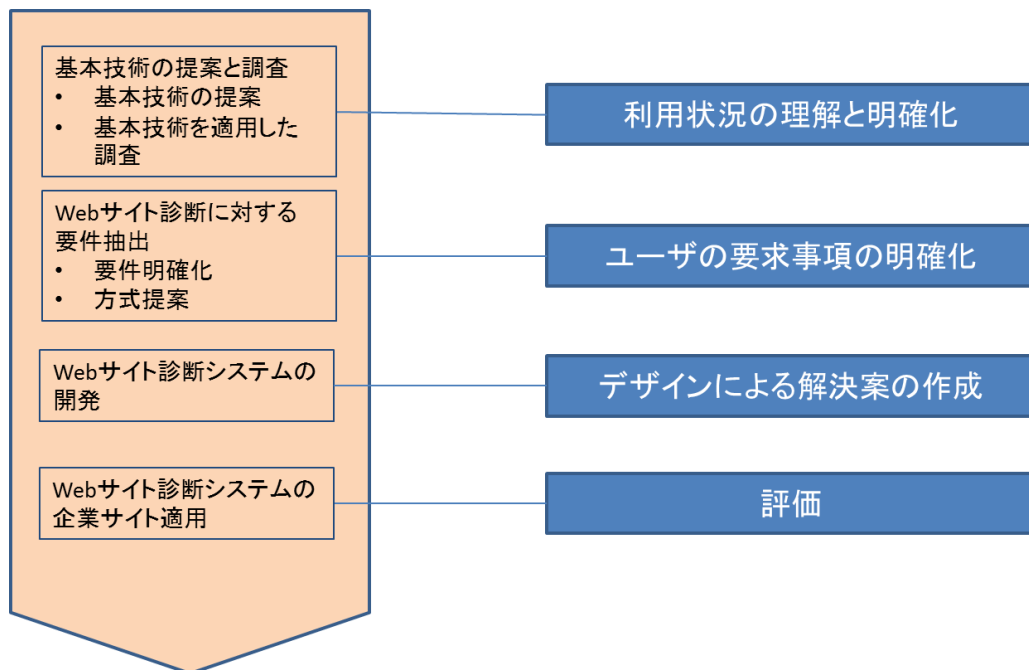 基本技術の提案と調査
• 基本技術の提案
• 基本技術を適用した
調査
利用状況の理解と明確化
Webサイト診断に対する
要件抽出
• 要件明確化
• 方式提案
ユーザの要求事項の明確化
Webサイト診断システムの
開発
デザインによる解決案の作成
Webサイト診断システムの
企業サイト適用
評価